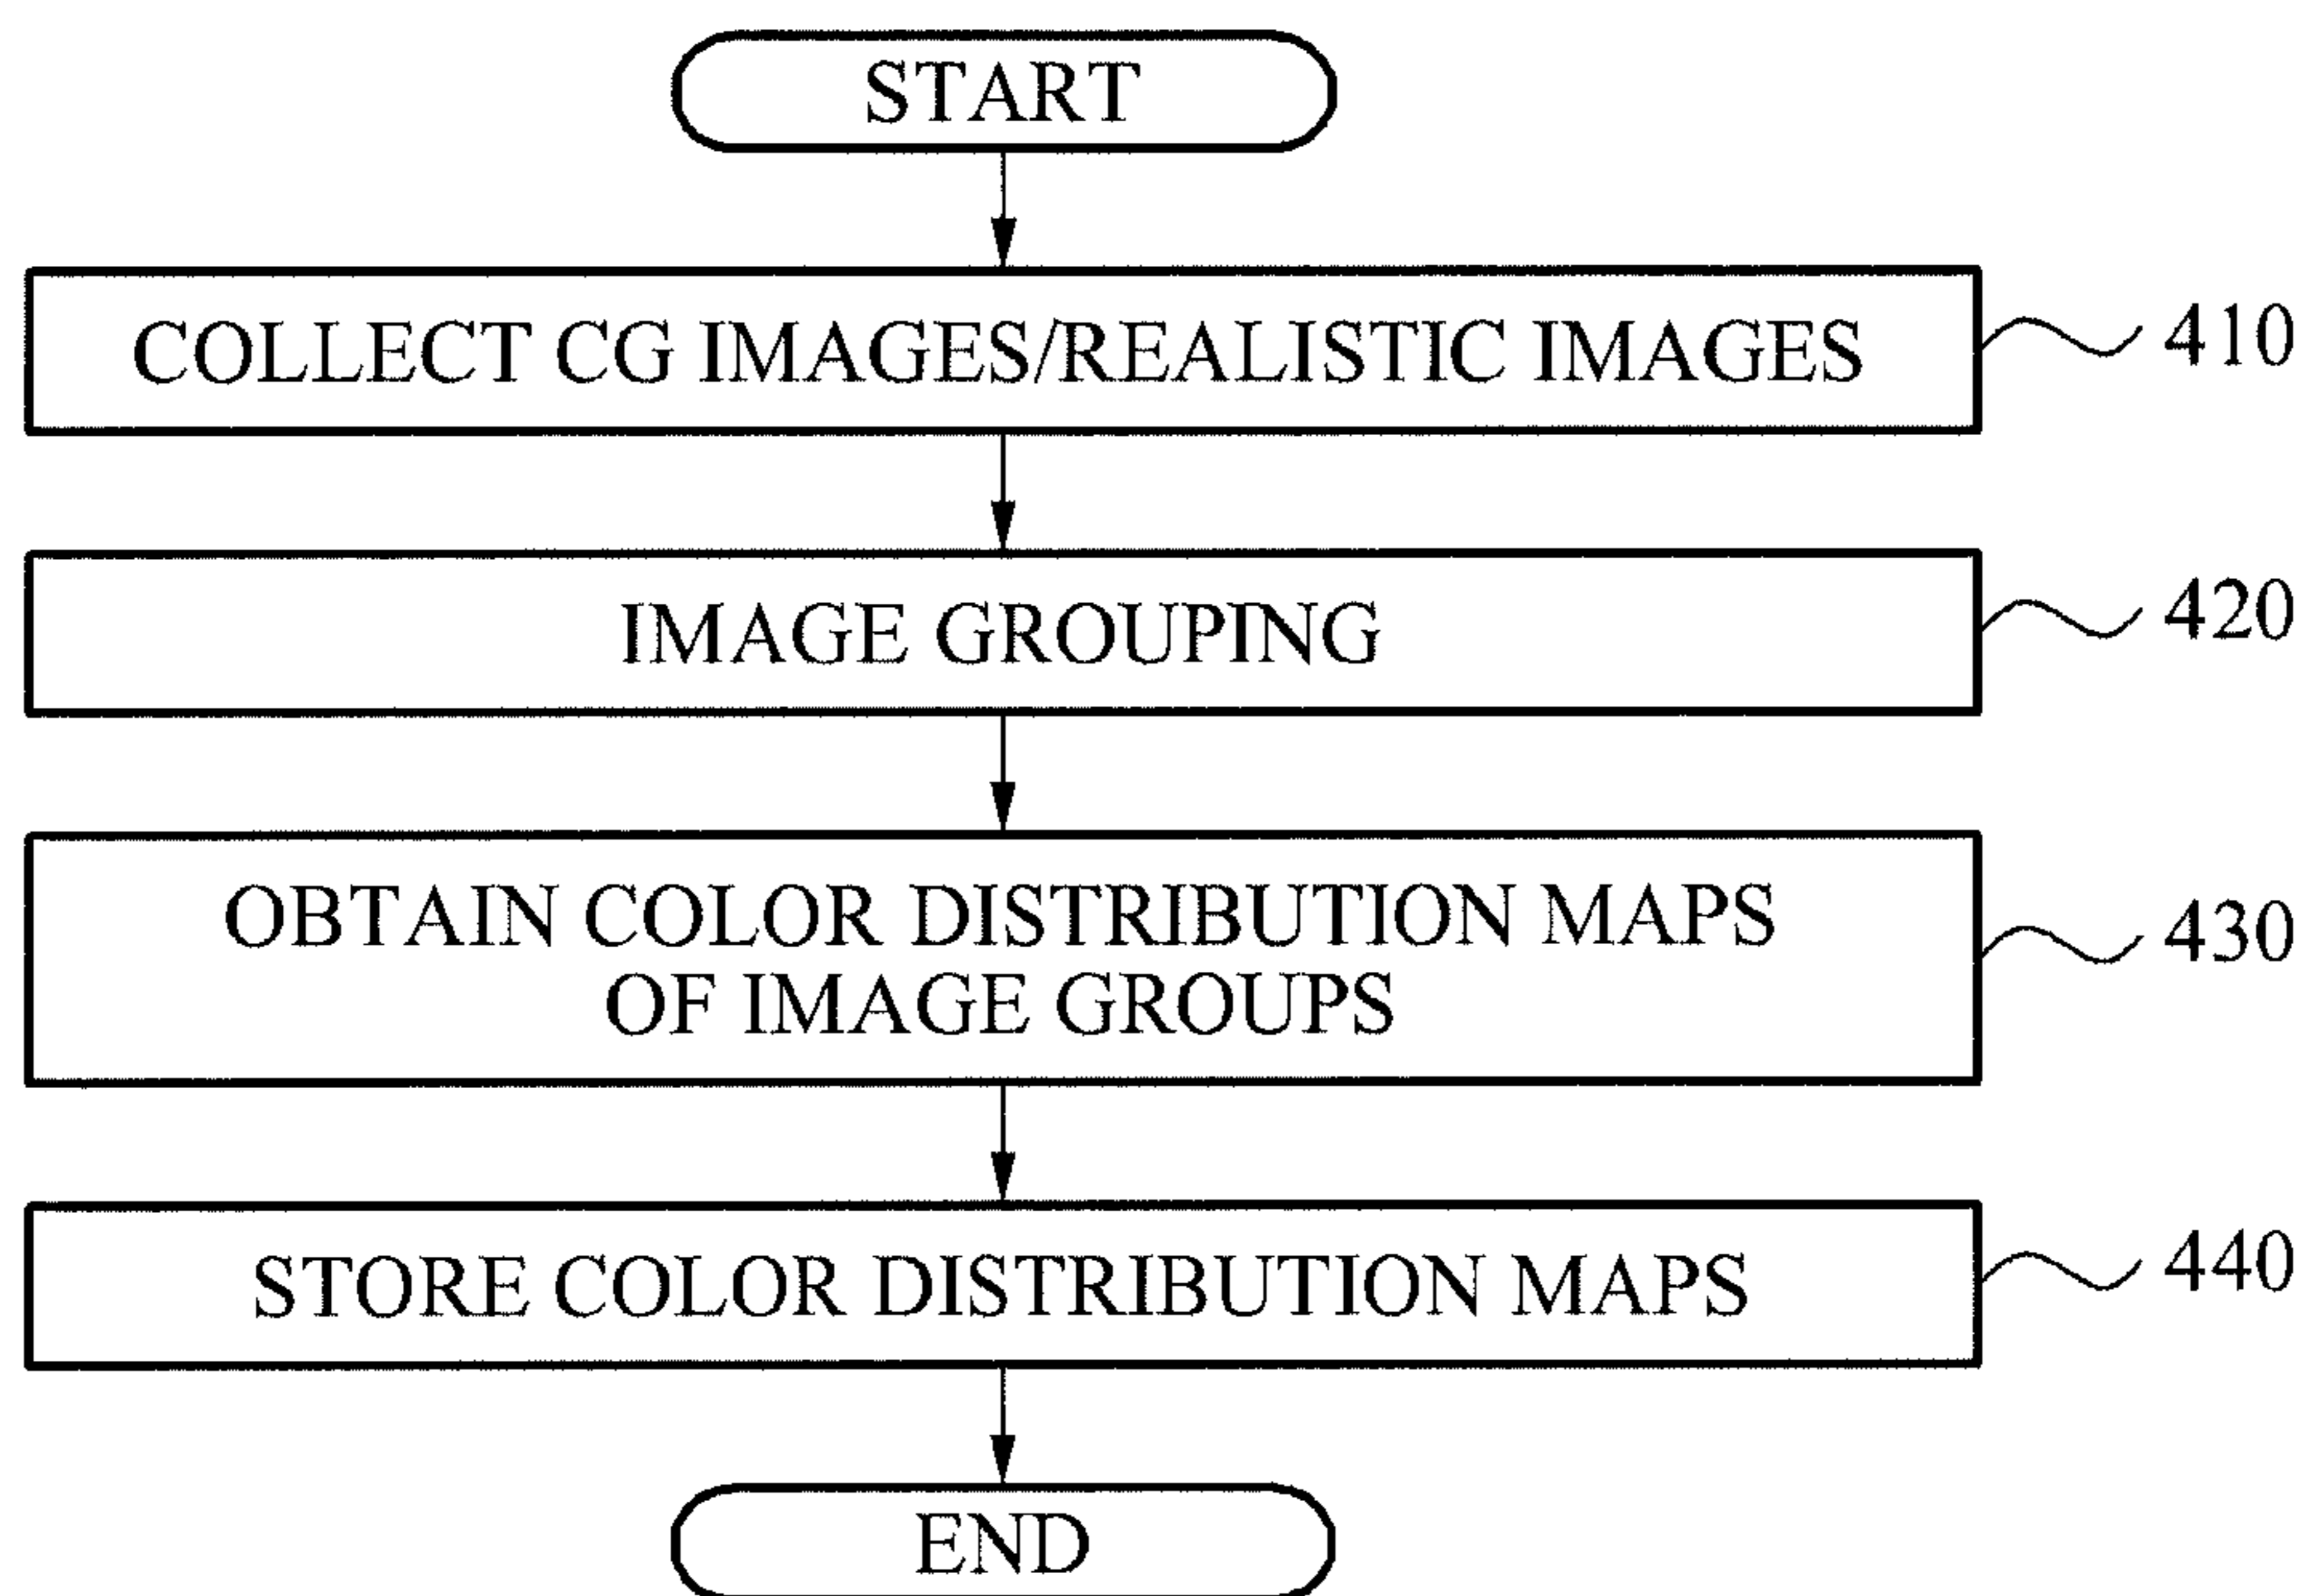 START
COLLECT CG IMAGES/REALISTIC IMAGES
410
IMAGE GROUPING
420
OBTAIN COLOR DISTRIBUTION MAPS
OF IMAGE GROUPS
430
STORE COLOR DISTRIBUTION MAPS
440
END